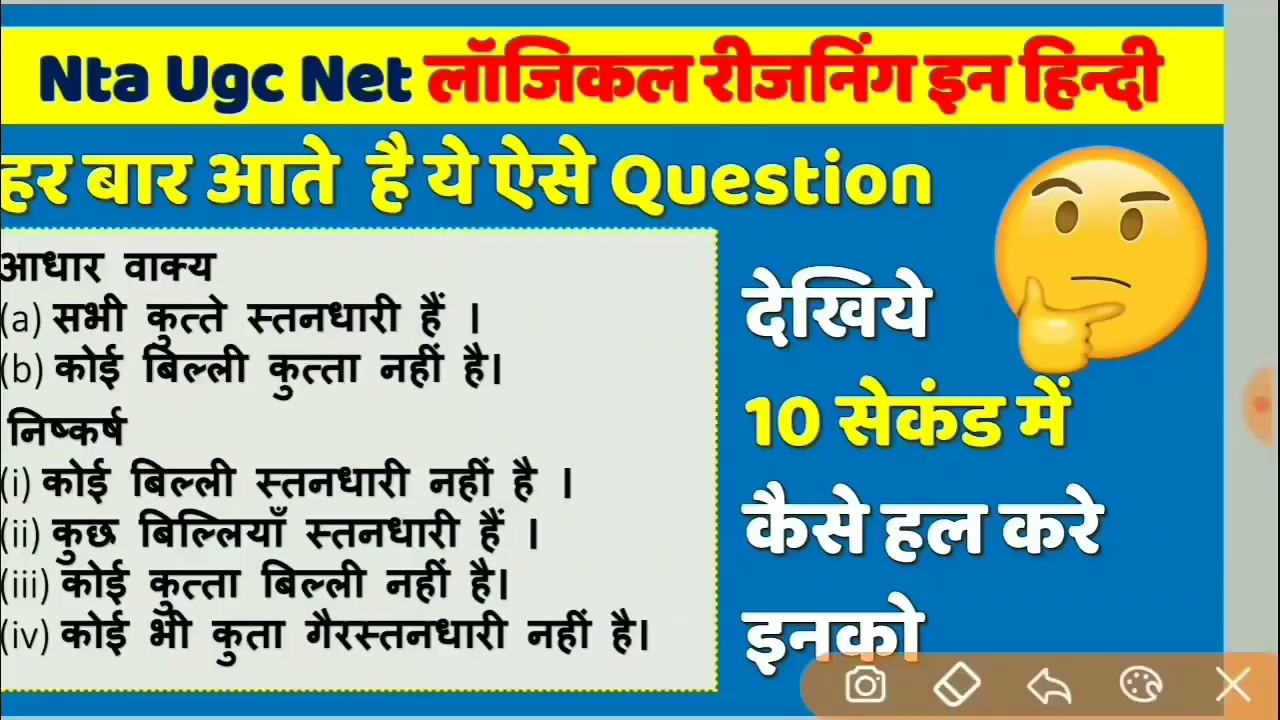 Nta Ugc Net लॉजिकल रीजनिंग इन हिन्दी
हर बार आते है ये ऐसे Question
आधार वाक्य
(a) सभी कुत्ते स्तनधारी हैं ।
(b) कोई बिल्ली कुत्ता नहीं है।
निष्कर्ष
(i) कोई बिल्ली स्तनधारी नहीं है ।
(ii) कुछ बिल्लियाँ स्तनधारी हैं ।
(iii) कोई कुत्ता बिल्ली नहीं है।
(iv) कोई भी कुता गैरस्तनधारी नहीं है।
देखिये
10 सेकंड में
कैसे हल करे
इनको